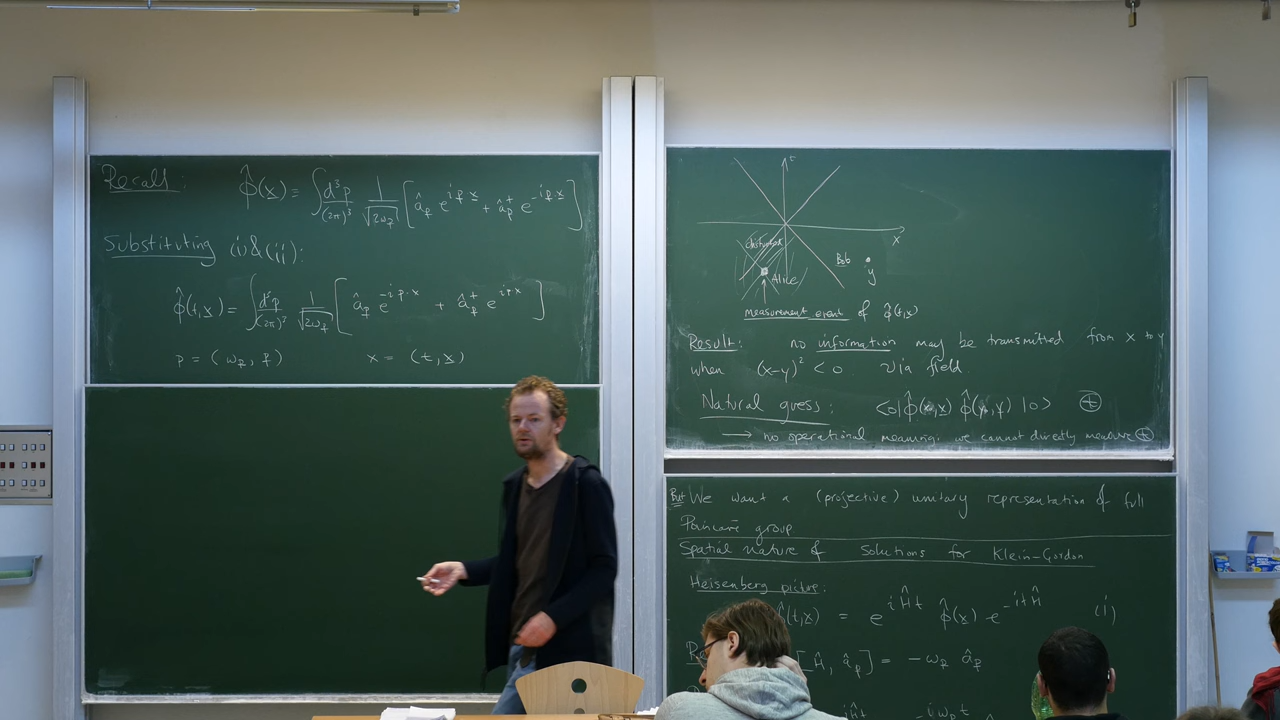 Recall: φ̂(x) = ∫ d³p/(2π)³ 1/√(2ω_p) [ â_p e^{ip·x} + â_p† e^{-ip·x} ]
Substituting (i) & (ii):
φ̂(t,x) = ∫ d³p/(2π)³ 1/√(2ω_p) [ â_p e^{-ip·x} + â_p† e^{ip·x} ]
p = (ω_p, p) x = (t, x)
t
x
Bob
y
Alice
measurement event of φ̂(t,x)
Result: no information may be transmitted from x to y
when (x-y)² < 0 via field.
Natural guess: <0| φ̂(x₀,x) φ̂(y₀,y) |0> ⊕
→ no operational meaning: we cannot directly measure ⊕
But We want a (projective) unitary representation of full
Poincaré group
Spatial nature of solutions for Klein-Gordon
Heisenberg picture:
(t,x) = e^{iĤt} φ̂(x) e^{-itĤ} (i)
[Ĥ, â_p] = -ω_p â_p